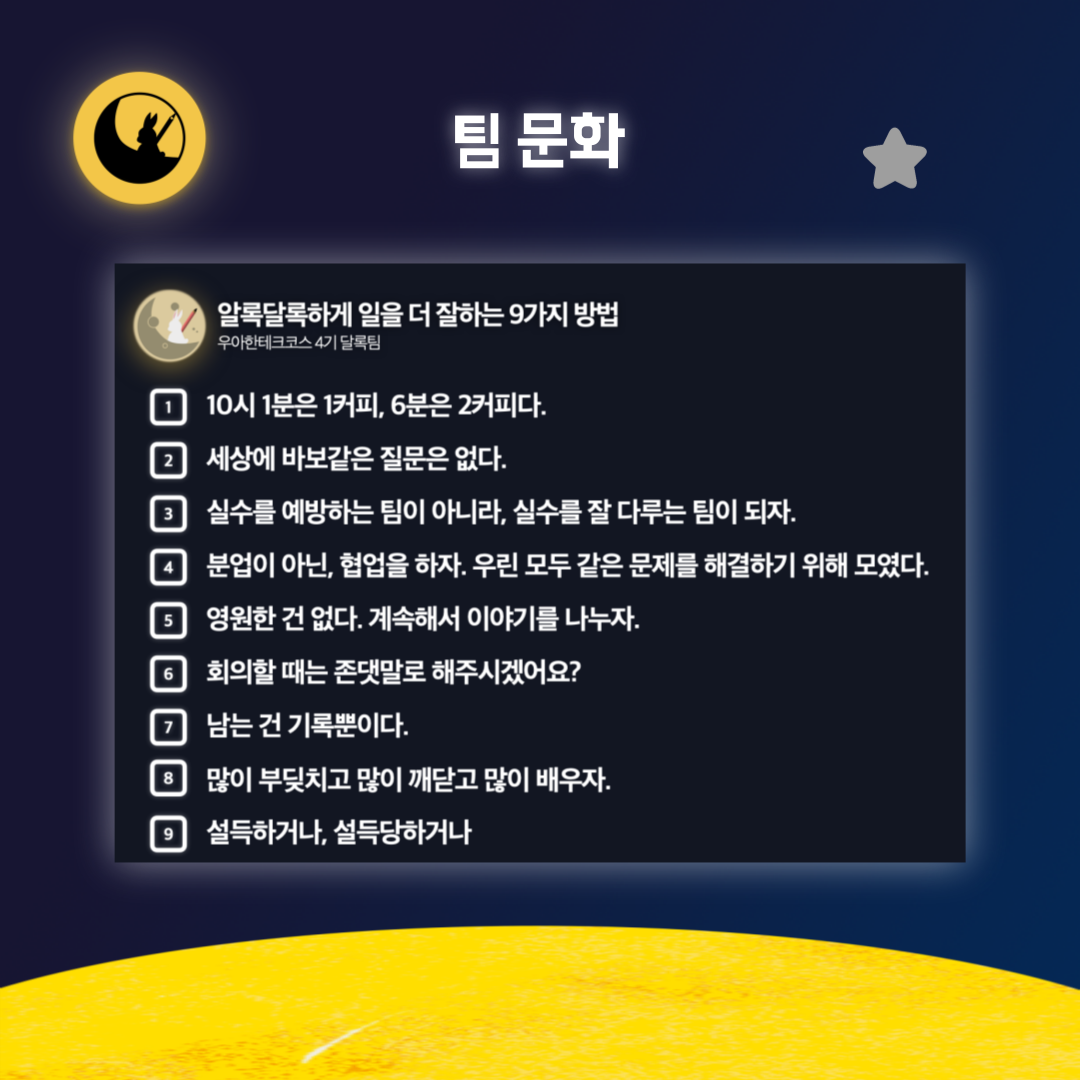 팀 문화
알록달록하게 일을 더 잘하는 9가지 방법
우아한테크코스 4기 달록팀
1 10시 1분은 1커피, 6분은 2커피다.
2 세상에 바보같은 질문은 없다.
3 실수를 예방하는 팀이 아니라, 실수를 잘 다루는 팀이 되자.
4 분업이 아닌, 협업을 하자. 우린 모두 같은 문제를 해결하기 위해 모였다.
5 영원한 건 없다. 계속해서 이야기를 나누자.
6 회의할 때는 존댓말로 해주시겠어요?
7 남는 건 기록뿐이다.
8 많이 부딪치고 많이 깨닫고 많이 배우자.
9 설득하거나, 설득당하거나